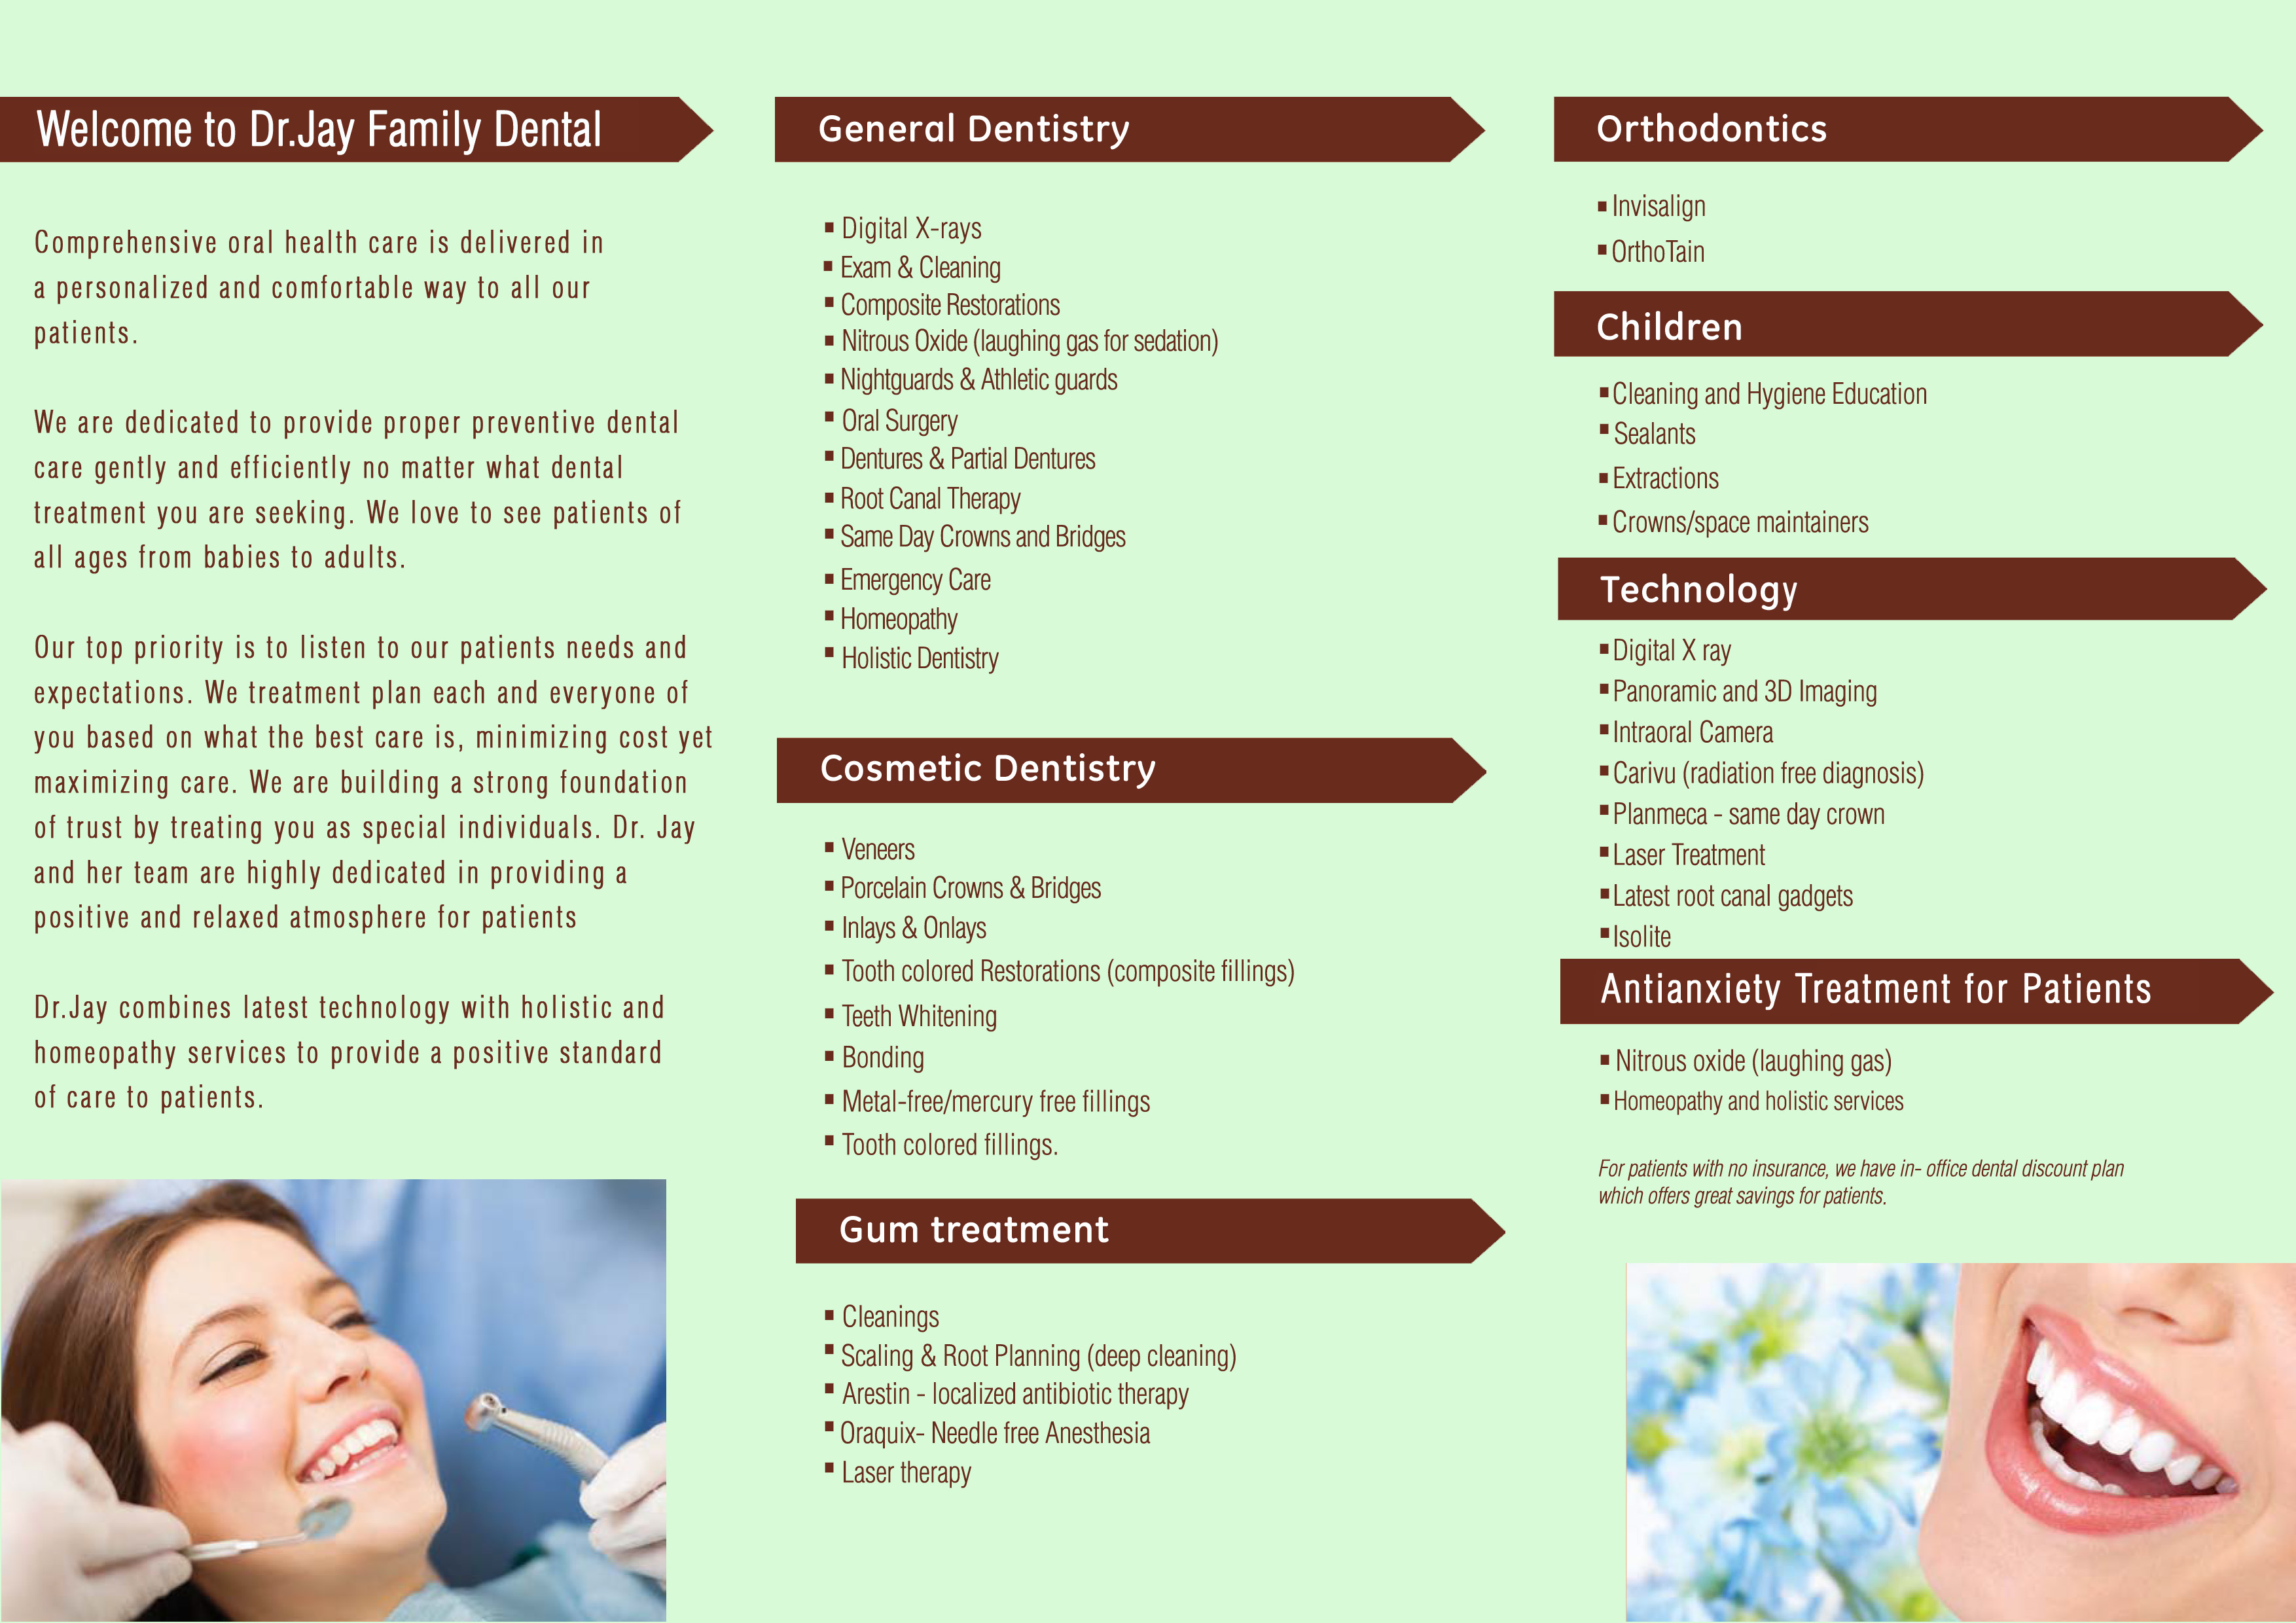 Welcome to Dr.Jay Family Dental
Comprehensive oral health care is delivered in
a personalized and comfortable way to all our
patients.
We are dedicated to provide proper preventive dental
care gently and efficiently no matter what dental
treatment you are seeking. We love to see patients of
all ages from babies to adults.
Our top priority is to listen to our patients needs and
expectations. We treatment plan each and everyone of
you based on what the best care is, minimizing cost yet
maximizing care. We are building a strong foundation
of trust by treating you as special individuals. Dr. Jay
and her team are highly dedicated in providing a
positive and relaxed atmosphere for patients
Dr.Jay combines latest technology with holistic and
homeopathy services to provide a positive standard
of care to patients.
General Dentistry
▪ Digital X-rays
▪ Exam & Cleaning
▪ Composite Restorations
▪ Nitrous Oxide (laughing gas for sedation)
▪ Nightguards & Athletic guards
▪ Oral Surgery
▪ Dentures & Partial Dentures
▪ Root Canal Therapy
▪ Same Day Crowns and Bridges
▪ Emergency Care
▪ Homeopathy
▪ Holistic Dentistry
Cosmetic Dentistry
▪ Veneers
▪ Porcelain Crowns & Bridges
▪ Inlays & Onlays
▪ Tooth colored Restorations (composite fillings)
▪ Teeth Whitening
▪ Bonding
▪ Metal-free/mercury free fillings
▪ Tooth colored fillings.
Gum treatment
▪ Cleanings
▪ Scaling & Root Planning (deep cleaning)
▪ Arestin - localized antibiotic therapy
▪ Oraquix- Needle free Anesthesia
▪ Laser therapy
Orthodontics
▪ Invisalign
▪ OrthoTain
Children
▪ Cleaning and Hygiene Education
▪ Sealants
▪ Extractions
▪ Crowns/space maintainers
Technology
▪ Digital X ray
▪ Panoramic and 3D Imaging
▪ Intraoral Camera
▪ Carivu (radiation free diagnosis)
▪ Planmeca - same day crown
▪ Laser Treatment
▪ Latest root canal gadgets
▪ Isolite
Antianxiety Treatment for Patients
▪ Nitrous oxide (laughing gas)
▪ Homeopathy and holistic services
For patients with no insurance, we have in- office dental discount plan
which offers great savings for patients.